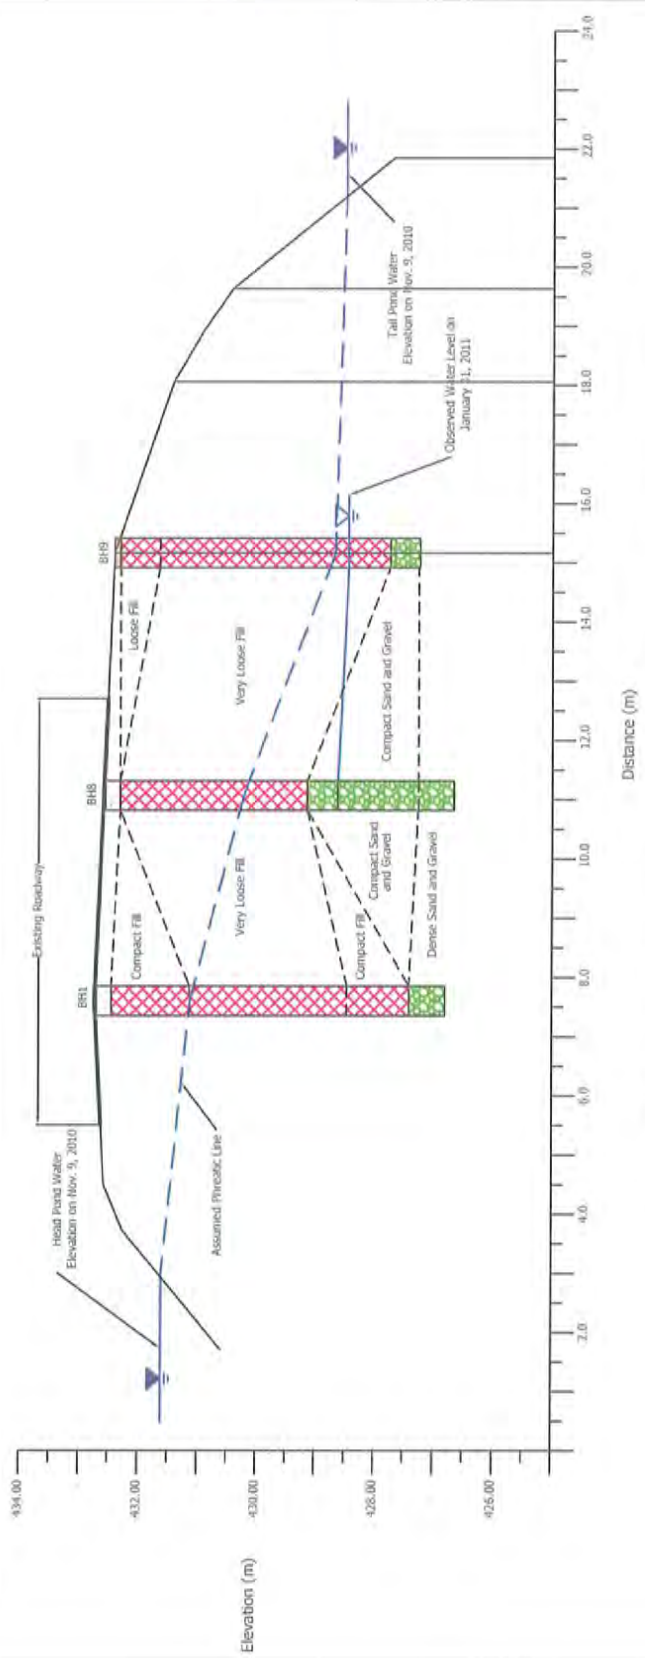 Existing Roadway
Head Pond Water
Elevation on Nov. 9, 2010
BH1
BH8
BH9
Compact Fill
Loose Fill
Very Loose Fill
Very Loose Fill
Assumed Phreatic Line
Compact Fill
Compact Sand
and Gravel
Compact Sand and Gravel
Dense Sand and Gravel
Tail Pond Water
Elevation on Nov. 9, 2010
Observed Water Level on
January 31, 2011
Elevation (m)
434.00
432.00
430.00
428.00
426.00
2.0
4.0
6.0
8.0
10.0
12.0
14.0
16.0
18.0
20.0
22.0
24.0
Distance (m)